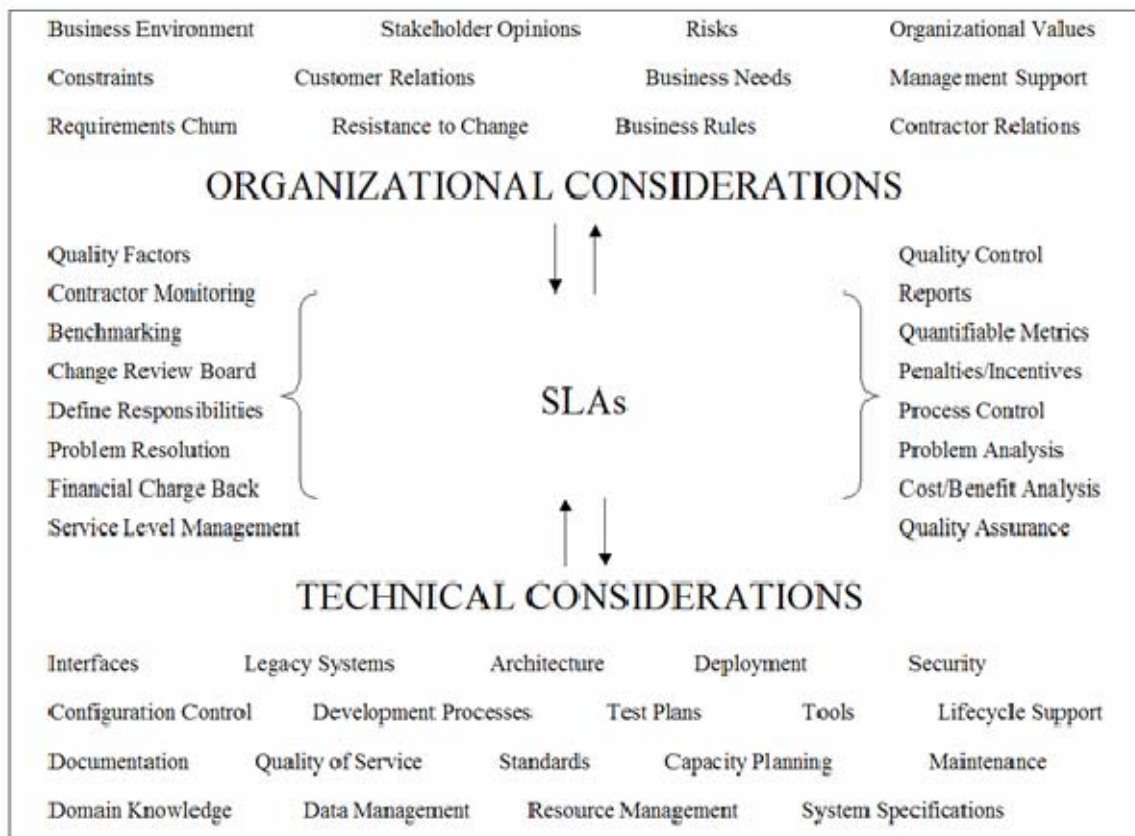 Business Environment Stakeholder Opinions Risks Organizational Values
Constraints Customer Relations Business Needs Management Support
Requirements Churn Resistance to Change Business Rules Contractor Relations
ORGANIZATIONAL CONSIDERATIONS
Quality Factors
Contractor Monitoring
Benchmarking
Change Review Board
Define Responsibilities
Problem Resolution
Financial Charge Back
Service Level Management
SLAs
Quality Control
Reports
Quantifiable Metrics
Penalties/Incentives
Process Control
Problem Analysis
Cost/Benefit Analysis
Quality Assurance
TECHNICAL CONSIDERATIONS
Interfaces Legacy Systems Architecture Deployment Security
Configuration Control Development Processes Test Plans Tools Lifecycle Support
Documentation Quality of Service Standards Capacity Planning Maintenance
Domain Knowledge Data Management Resource Management System Specifications